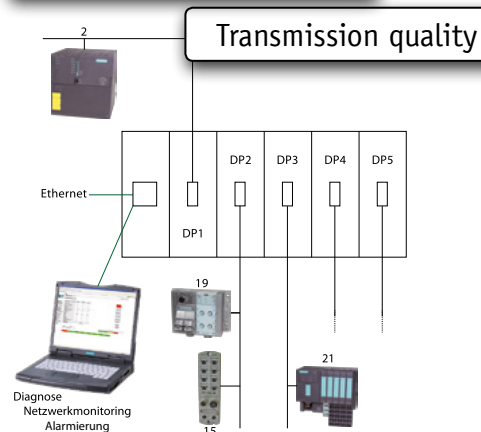 Transmission quality
2
DP2 DP3 DP4 DP5
Ethernet
DP1
19
21
15
Diagnose
Netzwerkmonitoring
Alarmierung